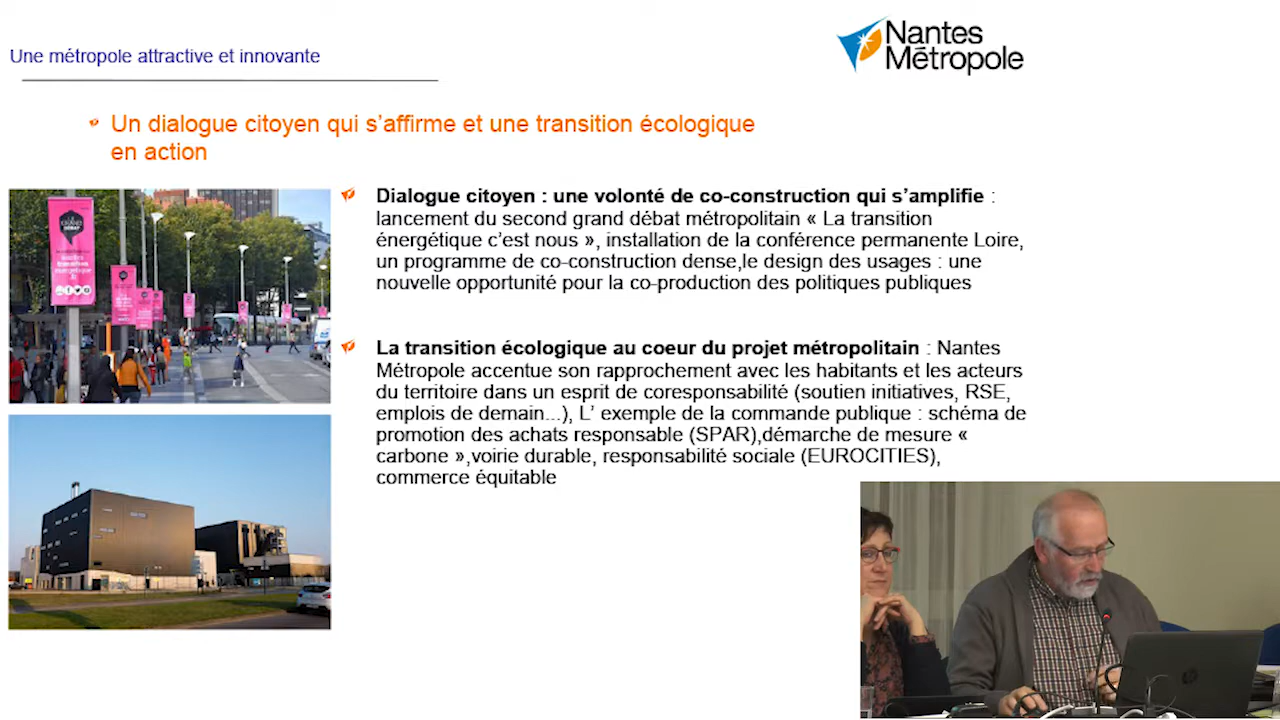 Une métropole attractive et innovante
Nantes
Métropole
Un dialogue citoyen qui s’affirme et une transition écologique
en action
Dialogue citoyen : une volonté de co-construction qui s’amplifie :
lancement du second grand débat métropolitain « La transition
énergétique c’est nous », installation de la conférence permanente Loire,
un programme de co-construction dense,le design des usages : une
nouvelle opportunité pour la co-production des politiques publiques
La transition écologique au coeur du projet métropolitain : Nantes
Métropole accentue son rapprochement avec les habitants et les acteurs
du territoire dans un esprit de coresponsabilité (soutien initiatives, RSE,
emplois de demain...), L’ exemple de la commande publique : schéma de
promotion des achats responsable (SPAR),démarche de mesure «
carbone »,voirie durable, responsabilité sociale (EUROCITIES),
commerce équitable
GRAND
DÉBAT